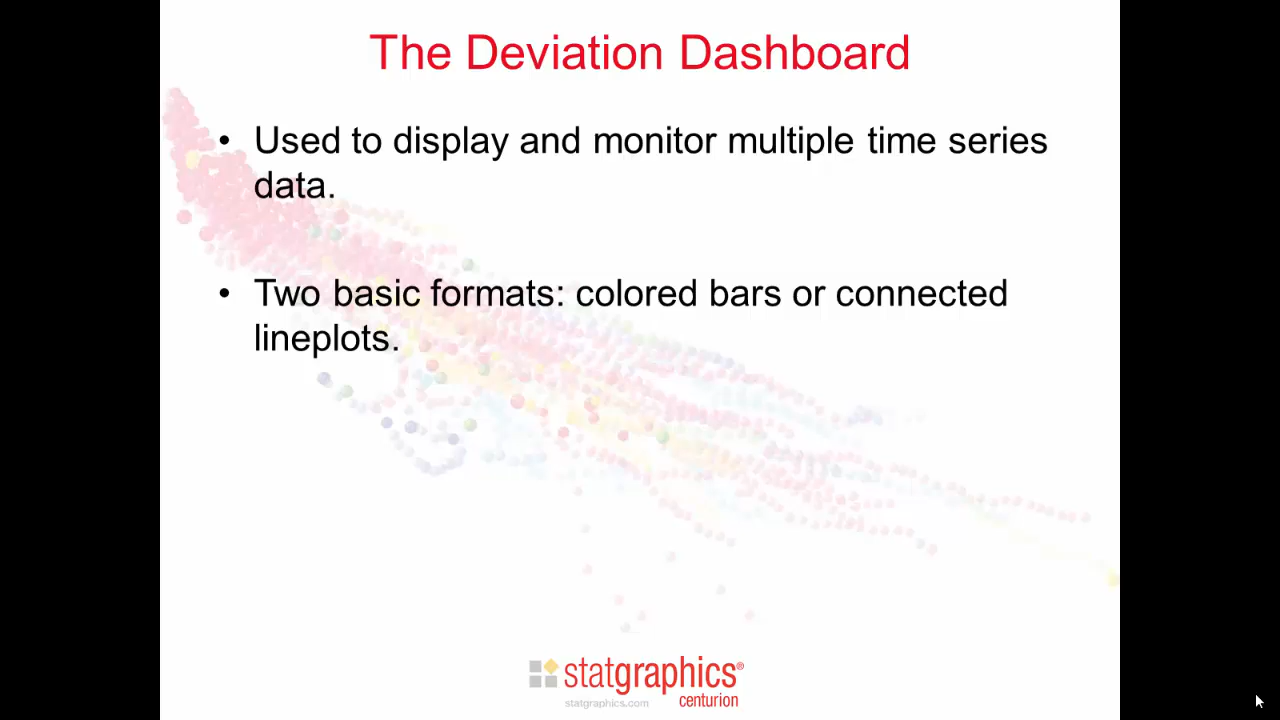 The Deviation Dashboard
• Used to display and monitor multiple time series
data.
• Two basic formats: colored bars or connected
lineplots.
statgraphics®
statgraphics.com
centurion